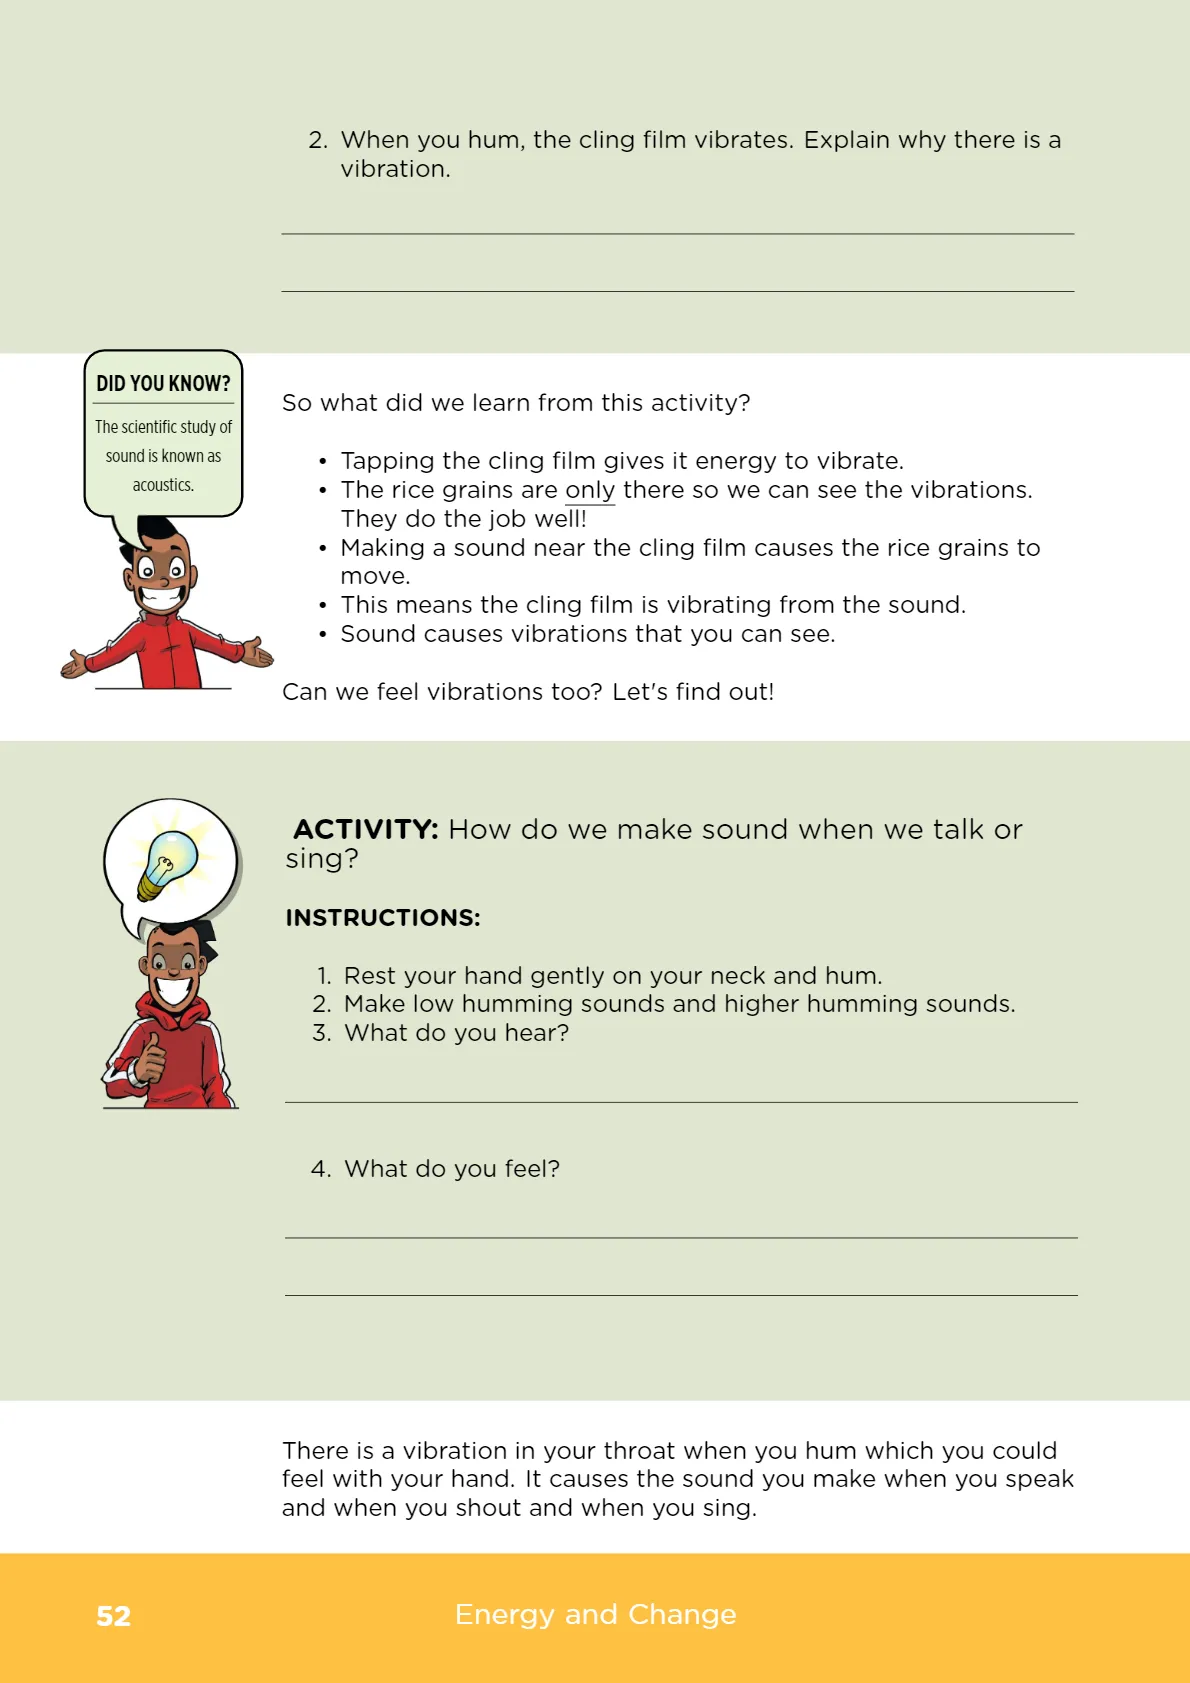 2. When you hum, the cling film vibrates. Explain why there is a
vibration.
DID YOU KNOW?
The scientific study of
sound is known as
acoustics.
So what did we learn from this activity?
• Tapping the cling film gives it energy to vibrate.
• The rice grains are only there so we can see the vibrations.
They do the job well!
• Making a sound near the cling film causes the rice grains to
move.
• This means the cling film is vibrating from the sound.
• Sound causes vibrations that you can see.
Can we feel vibrations too? Let's find out!
ACTIVITY: How do we make sound when we talk or
sing?
INSTRUCTIONS:
1. Rest your hand gently on your neck and hum.
2. Make low humming sounds and higher humming sounds.
3. What do you hear?
4. What do you feel?
There is a vibration in your throat when you hum which you could
feel with your hand. It causes the sound you make when you speak
and when you shout and when you sing.
52
Energy and Change